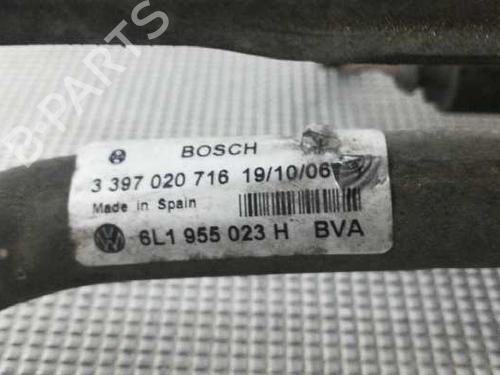 B-PARTS
BOSCH
3 397 020 716 19/10/06
Made in Spain
6L1 955 023 H BVA